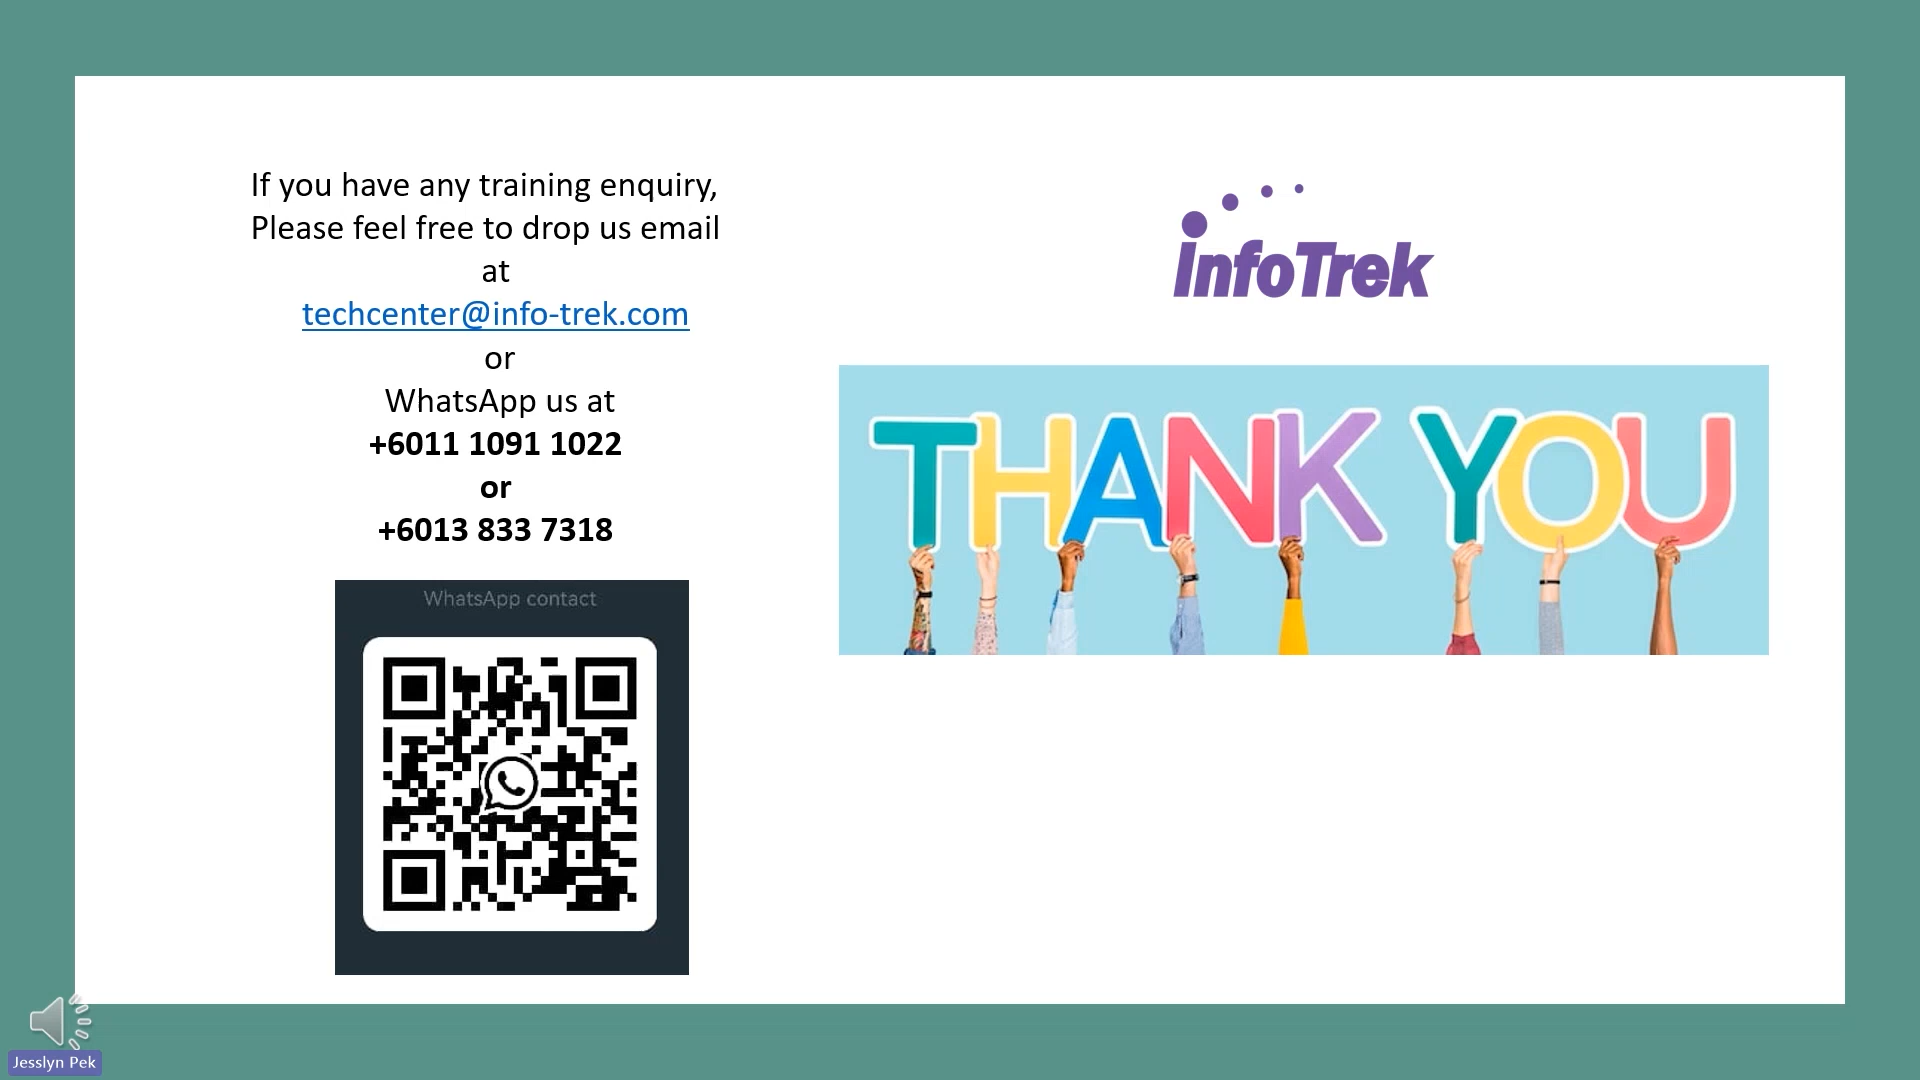 If you have any training enquiry,
Please feel free to drop us email
at
techcenter@info-trek.com
or
WhatsApp us at
+6011 1091 1022
or
+6013 833 7318
WhatsApp contact
infoTrek
THANK YOU
Jesslyn Pek